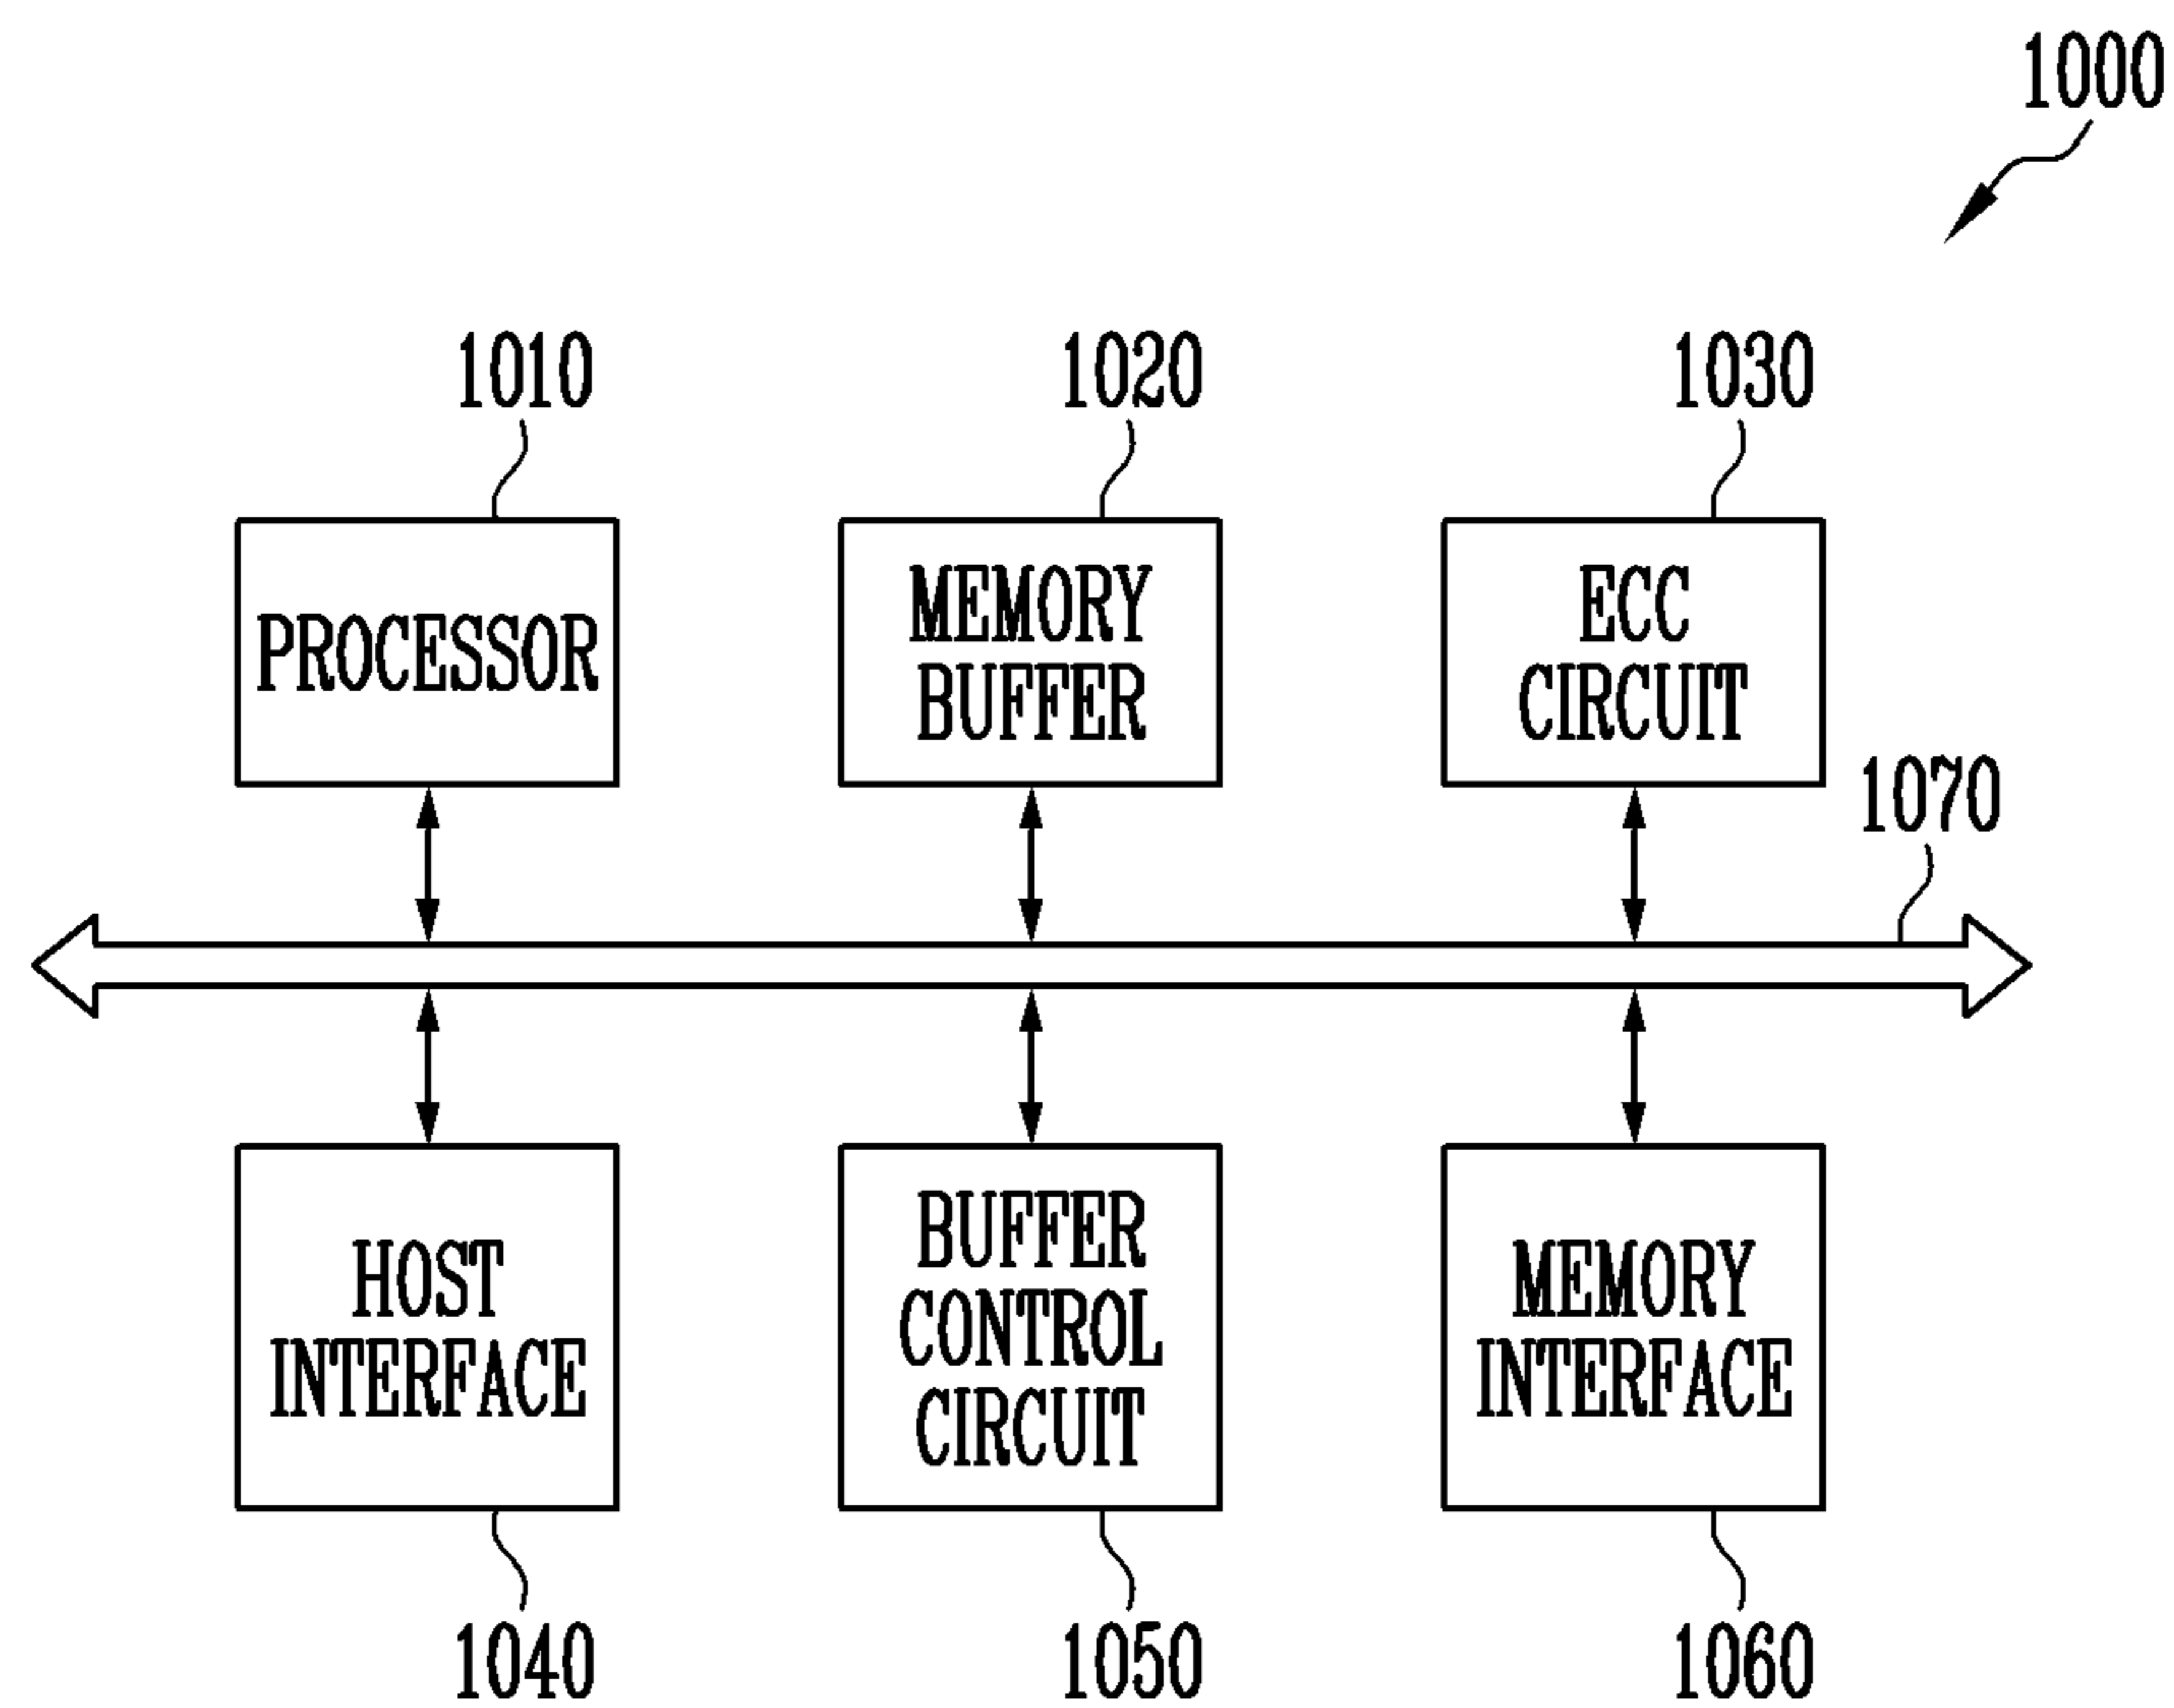 1000
1010
1020
1030
PROCESSOR
MEMORY
BUFFER
ECC
CIRCUIT
1070
HOST
INTERFACE
BUFFER
CONTROL
CIRCUIT
MEMORY
INTERFACE
1040
1050
1060